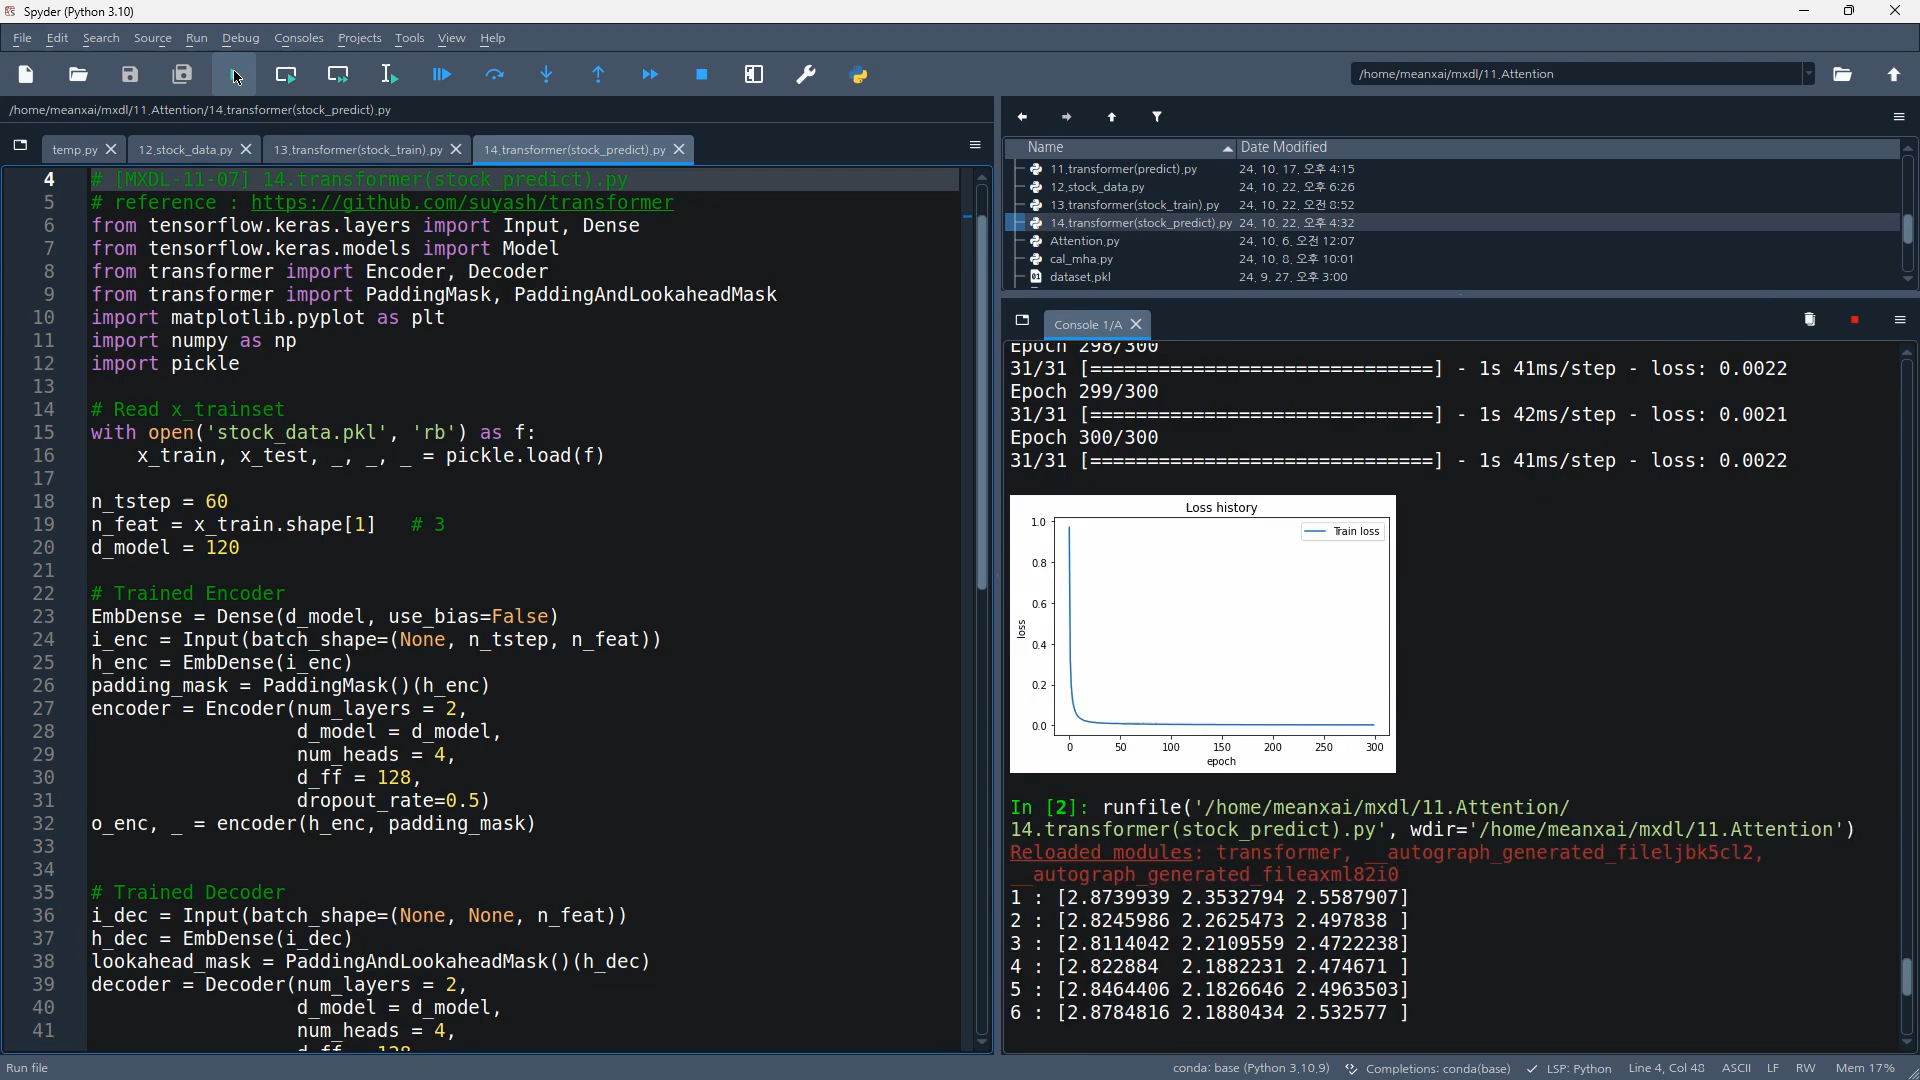 Spyder (Python 3.10)
File Edit Search Source Run Debug Consoles Projects Tools View Help
/home/meanxai/mxdl/11.Attention
/home/meanxai/mxdl/11.Attention/14.transformer(stock_predict).py
temp.py 12.stock_data.py 13.transformer(stock_train).py 14.transformer(stock_predict).py
4 # [MXDL-11-07] 14.transformer(stock_predict).py
5 # reference : https://github.com/suyash/transformer
6 from tensorflow.keras.layers import Input, Dense
7 from tensorflow.keras.models import Model
8 from transformer import Encoder, Decoder
9 from transformer import PaddingMask, PaddingAndLookaheadMask
10 import matplotlib.pyplot as plt
11 import numpy as np
12 import pickle
13
14 # Read x_trainset
15 with open('stock_data.pkl', 'rb') as f:
16     x_train, x_test, _, _, _ = pickle.load(f)
17
18 n_tstep = 60
19 n_feat = x_train.shape[1]   # 3
20 d_model = 120
21
22 # Trained Encoder
23 EmbDense = Dense(d_model, use_bias=False)
24 i_enc = Input(batch_shape=(None, n_tstep, n_feat))
25 h_enc = EmbDense(i_enc)
26 padding_mask = PaddingMask()(h_enc)
27 encoder = Encoder(num_layers = 2,
28                   d_model = d_model,
29                   num_heads = 4,
30                   d_ff = 128,
31                   dropout_rate=0.5)
32 o_enc, _ = encoder(h_enc, padding_mask)
33
34
35 # Trained Decoder
36 i_dec = Input(batch_shape=(None, None, n_feat))
37 h_dec = EmbDense(i_dec)
38 lookahead_mask = PaddingAndLookaheadMask()(h_dec)
39 decoder = Decoder(num_layers = 2,
40                   d_model = d_model,
41                   num_heads = 4,
d_ff = 128
Name Date Modified
11.transformer(predict).py 24. 10. 17. 오후 4:15
12.stock_data.py 24. 10. 22. 오후 6:26
13.transformer(stock_train).py 24. 10. 22. 오전 8:52
14.transformer(stock_predict).py 24. 10. 22. 오후 4:32
Attention.py 24. 10. 6. 오전 12:07
cal_mha.py 24. 10. 8. 오후 10:01
dataset.pkl 24. 9. 27. 오후 3:00
Console 1/A
Epoch 298/300
31/31 [==============================] - 1s 41ms/step - loss: 0.0022
Epoch 299/300
31/31 [==============================] - 1s 42ms/step - loss: 0.0021
Epoch 300/300
31/31 [==============================] - 1s 41ms/step - loss: 0.0022
Loss history
Train loss
1.0
0.8
0.6
0.4
0.2
0.0
loss
0 50 100 150 200 250 300
epoch
In [2]: runfile('/home/meanxai/mxdl/11.Attention/
14.transformer(stock_predict).py', wdir='/home/meanxai/mxdl/11.Attention')
Reloaded modules: transformer, __autograph_generated_fileljbk5cl2,
__autograph_generated_fileaxml82i0
1 : [2.8739939 2.3532794 2.5587907]
2 : [2.8245986 2.2625473 2.497838 ]
3 : [2.8114042 2.2109559 2.4722238]
4 : [2.822884  2.1882231 2.474671 ]
5 : [2.8464406 2.1826646 2.4963503]
6 : [2.8784816 2.1880434 2.532577 ]
Run file
conda: base (Python 3.10.9) Completions: conda(base) LSP: Python Line 4, Col 48 ASCII LF RW Mem 17%